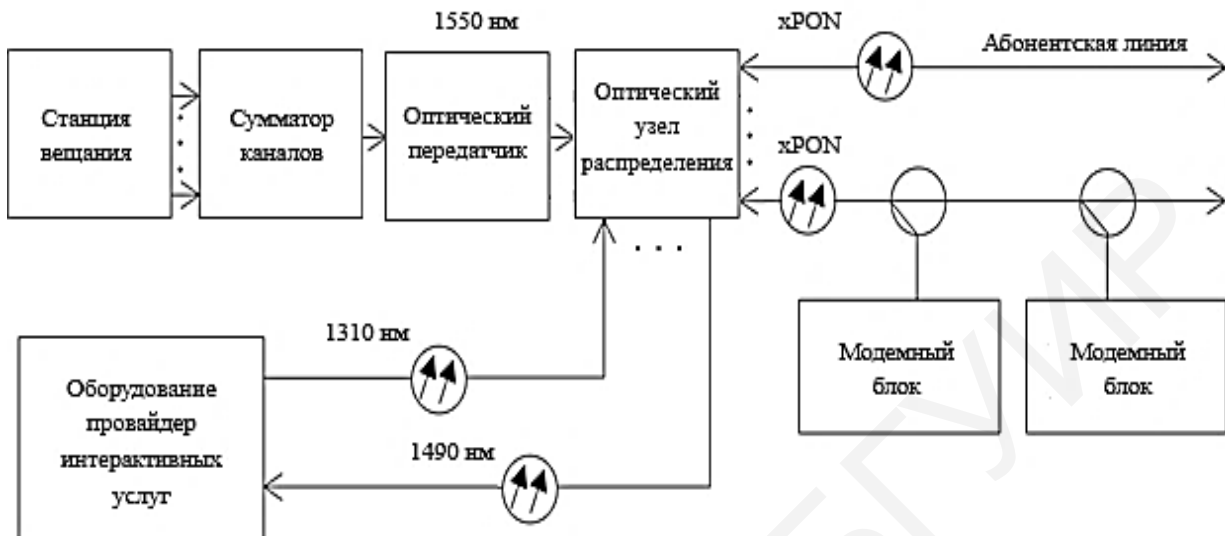 1550 нм
xPON
Абонентская линия
Станция
вещания
Сумматор
каналов
Оптический
передатчик
Оптический
узел
распределения
xPON
1310 нм
Оборудование
провайдер
интерактивных
услуг
1490 нм
Модемный
блок
Модемный
блок
БГУИР